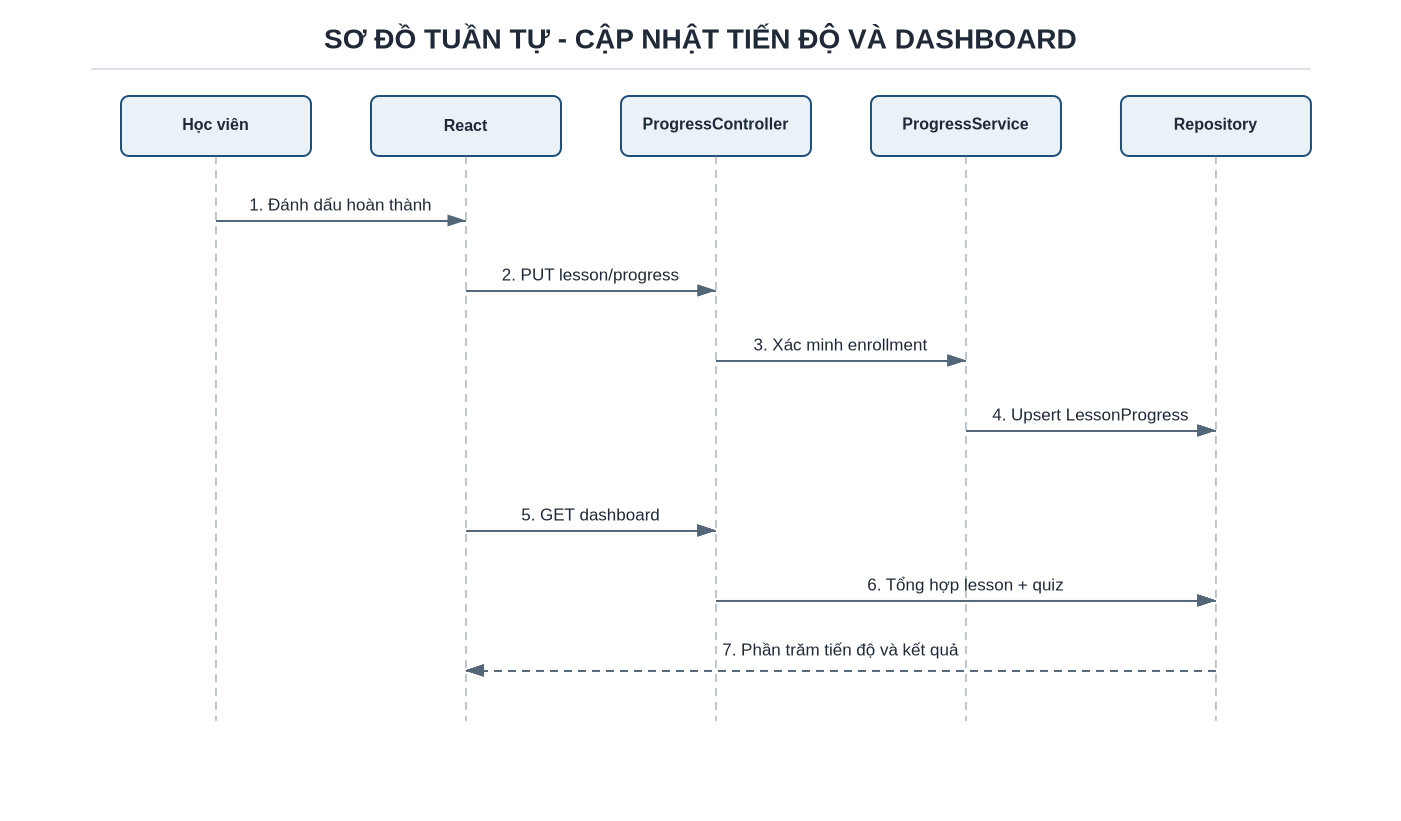 SƠ ĐỒ TUẦN TỰ - CẬP NHẬT TIẾN ĐỘ VÀ DASHBOARD
Học viên
React
ProgressController
ProgressService
Repository
1. Đánh dấu hoàn thành
2. PUT lesson/progress
3. Xác minh enrollment
4. Upsert LessonProgress
5. GET dashboard
6. Tổng hợp lesson + quiz
7. Phần trăm tiến độ và kết quả